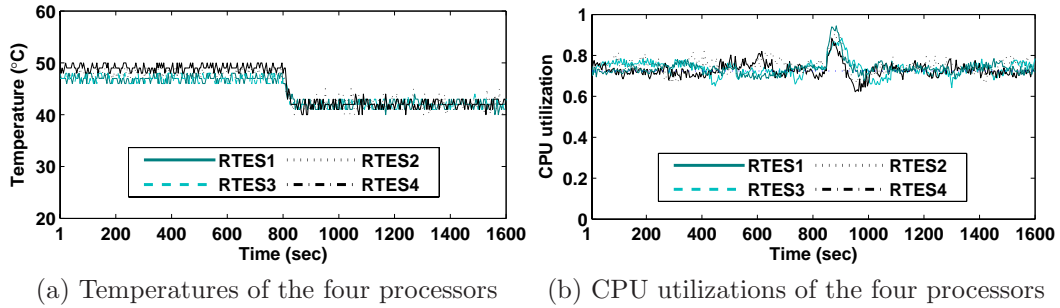 60
50
40
30
20
Temperature (°C)
RTES1 RTES2
RTES3 RTES4
1 200 400 600 800 1000 1200 1400 1600
Time (sec)
(a) Temperatures of the four processors
1
0.8
0.6
0.4
0.2
0
CPU utilization
RTES1 RTES2
RTES3 RTES4
1 200 400 600 800 1000 1200 1400 1600
Time (sec)
(b) CPU utilizations of the four processors